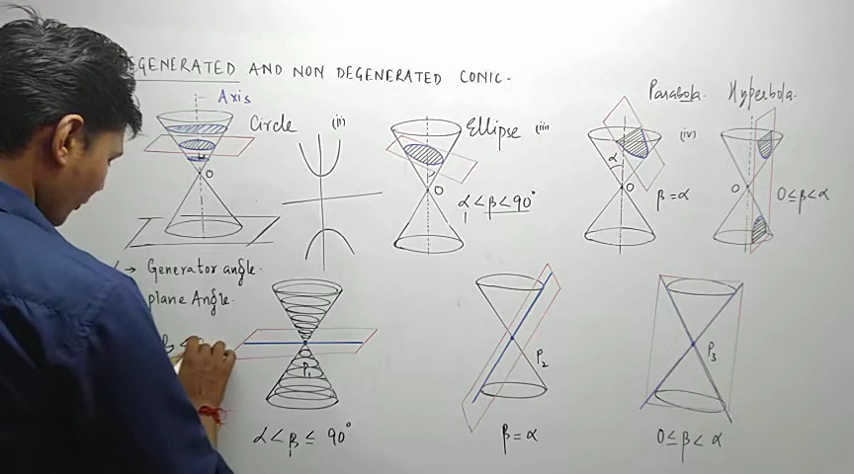 EGENERATED AND NON DEGENERATED CONIC.
Axis
Circle
(ii)
Ellipse
(iii)
Parabola.
(iv)
Hyperbola.
O
O
α
O
O
α < β < 90°
β = α
0 ≤ β < α
→ Generator angle.
plane Angle.
β <
P₁
P₂
P₃
α < β ≤ 90°
β = α
0 ≤ β < α